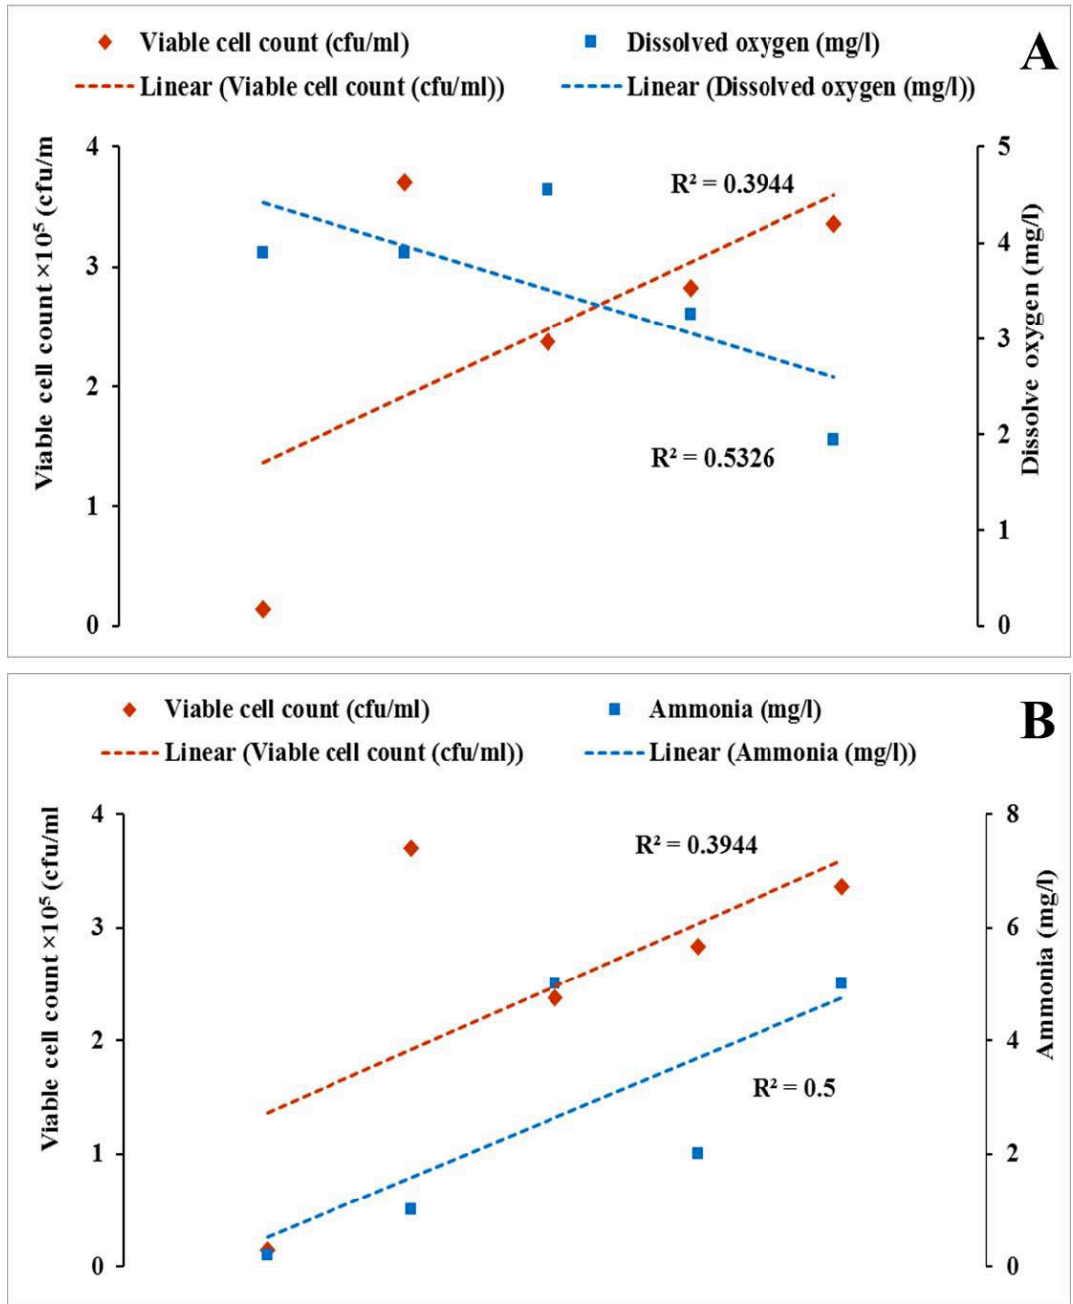 Viable cell count (cfu/ml) Dissolved oxygen (mg/l) A
Linear (Viable cell count (cfu/ml)) Linear (Dissolved oxygen (mg/l))
Viable cell count ×10⁵ (cfu/m
4
3
2
1
0
R² = 0.3944
R² = 0.5326
5
4
3
2
1
0
Dissolve oxygen (mg/l)
Viable cell count (cfu/ml) Ammonia (mg/l) B
Linear (Viable cell count (cfu/ml)) Linear (Ammonia (mg/l))
Viable cell count ×10⁵ (cfu/ml
4
3
2
1
0
R² = 0.3944
R² = 0.5
8
6
4
2
0
Ammonia (mg/l)